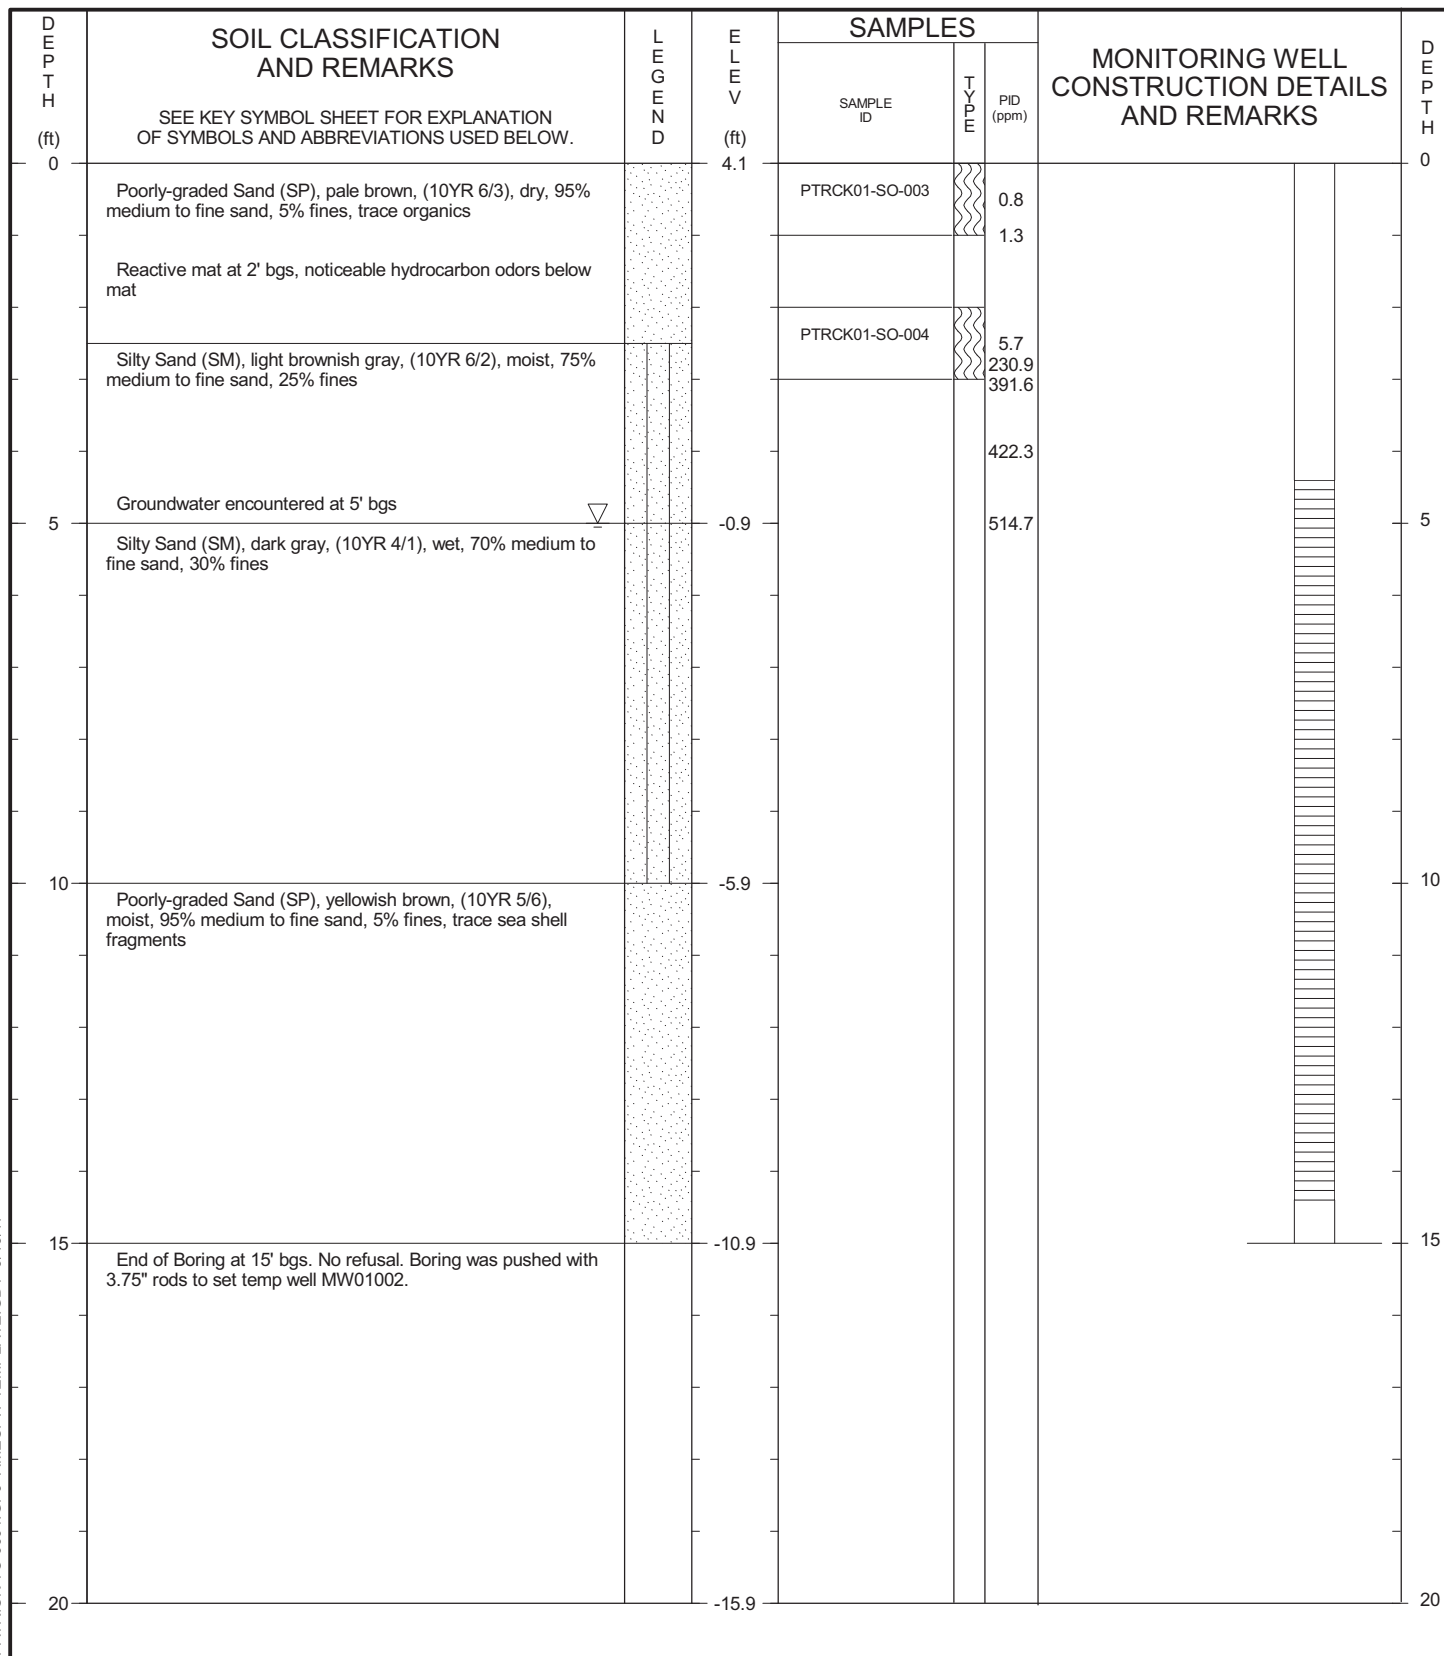 DEPTH
(ft)
SOIL CLASSIFICATION
AND REMARKS
SEE KEY SYMBOL SHEET FOR EXPLANATION
OF SYMBOLS AND ABBREVIATIONS USED BELOW.
LEGEND
ELEV
(ft)
SAMPLES
SAMPLE
ID
TYPE
PID
(ppm)
MONITORING WELL
CONSTRUCTION DETAILS
AND REMARKS
DEPTH
0
4.1
0
Poorly-graded Sand (SP), pale brown, (10YR 6/3), dry, 95%
medium to fine sand, 5% fines, trace organics
PTRCK01-SO-003
0.8
1.3
Reactive mat at 2' bgs, noticeable hydrocarbon odors below
mat
PTRCK01-SO-004
5.7
230.9
391.6
Silty Sand (SM), light brownish gray, (10YR 6/2), moist, 75%
medium to fine sand, 25% fines
422.3
Groundwater encountered at 5' bgs
5
-0.9
514.7
5
Silty Sand (SM), dark gray, (10YR 4/1), wet, 70% medium to
fine sand, 30% fines
10
-5.9
10
Poorly-graded Sand (SP), yellowish brown, (10YR 5/6),
moist, 95% medium to fine sand, 5% fines, trace sea shell
fragments
15
-10.9
15
End of Boring at 15' bgs. No refusal. Boring was pushed with
3.75" rods to set temp well MW01002.
20
-15.9
20